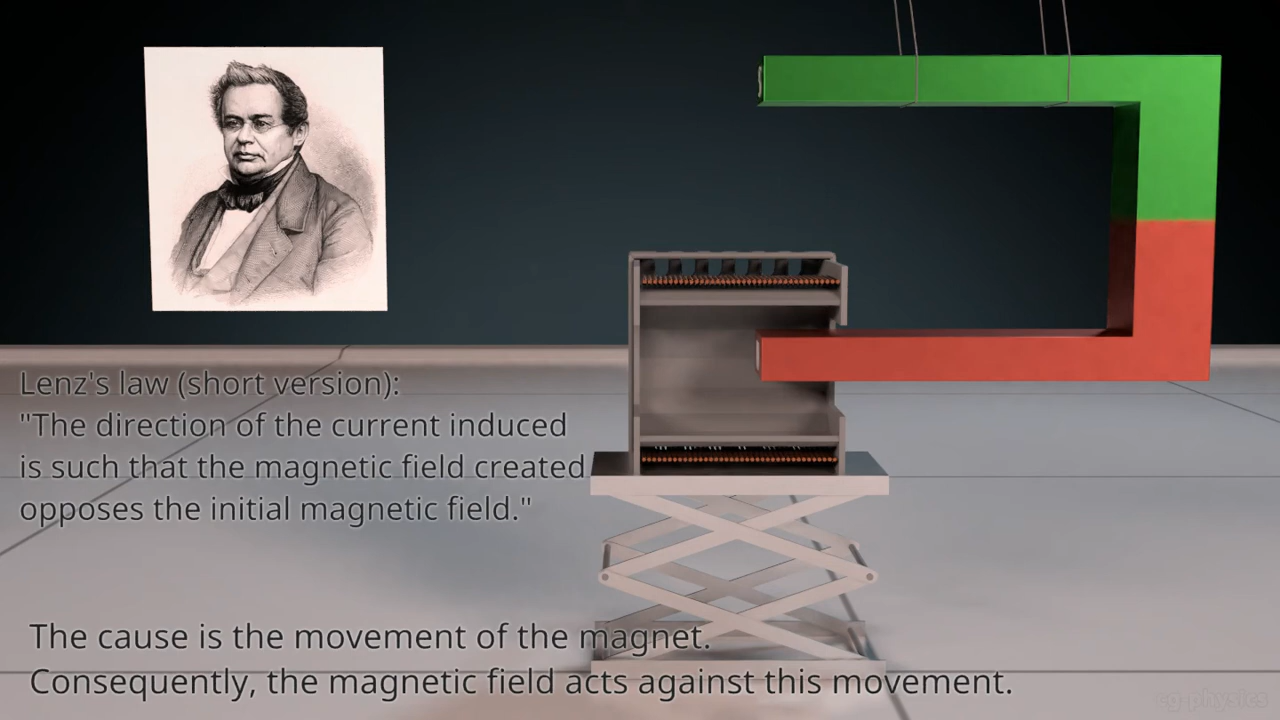 Lenz's law (short version):
"The direction of the current induced
is such that the magnetic field created
opposes the initial magnetic field."
The cause is the movement of the magnet.
Consequently, the magnetic field acts against this movement.
cg-physics